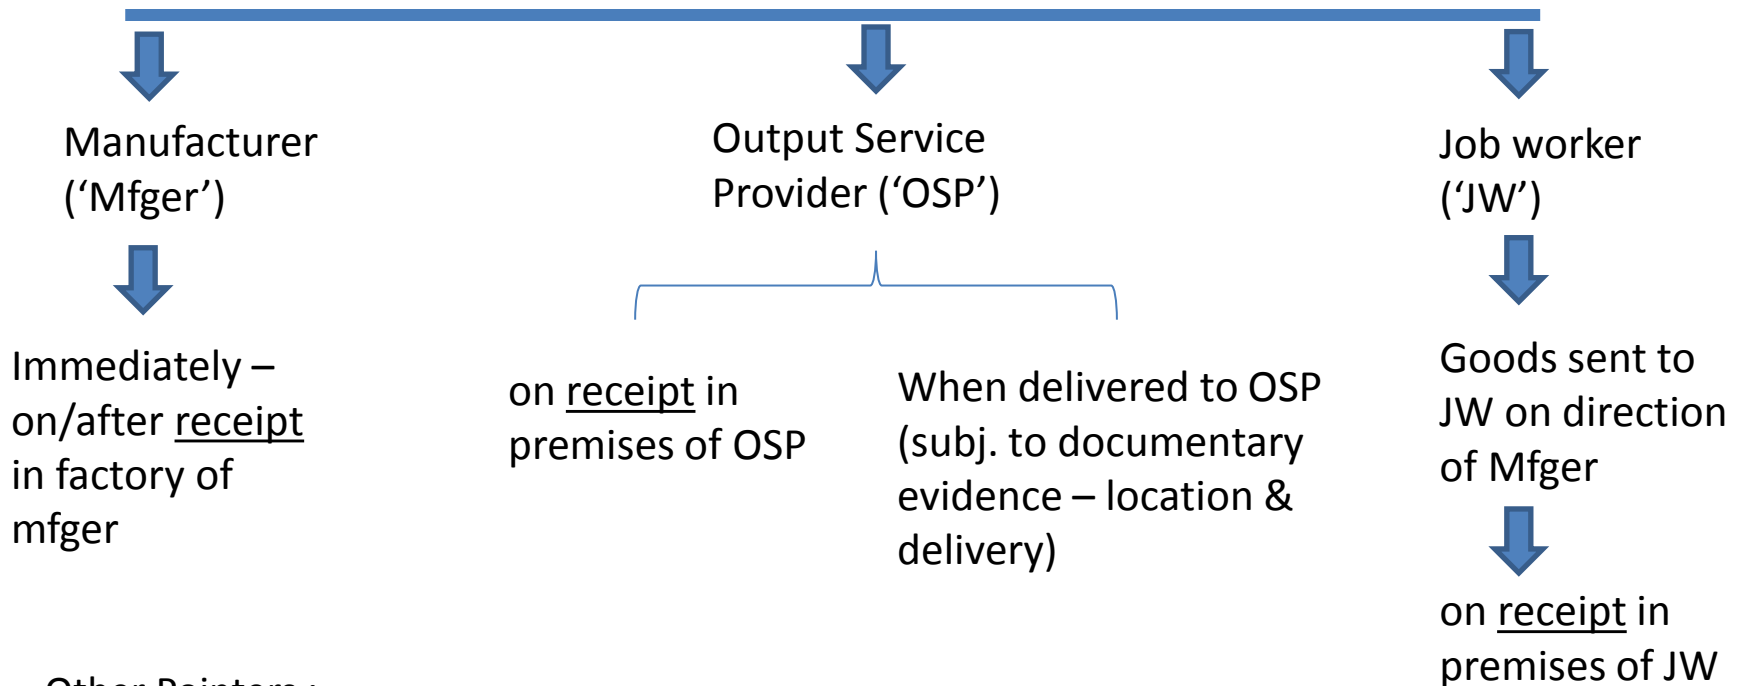 Manufacturer
(‘Mfger’)
Output Service
Provider (‘OSP’)
Job worker
(‘JW’)
Immediately –
on/after receipt
in factory of
mfger
on receipt in
premises of OSP
When delivered to OSP
(subj. to documentary
evidence – location &
delivery)
Goods sent to
JW on direction
of Mfger
on receipt in
premises of JW
Other Pointers :